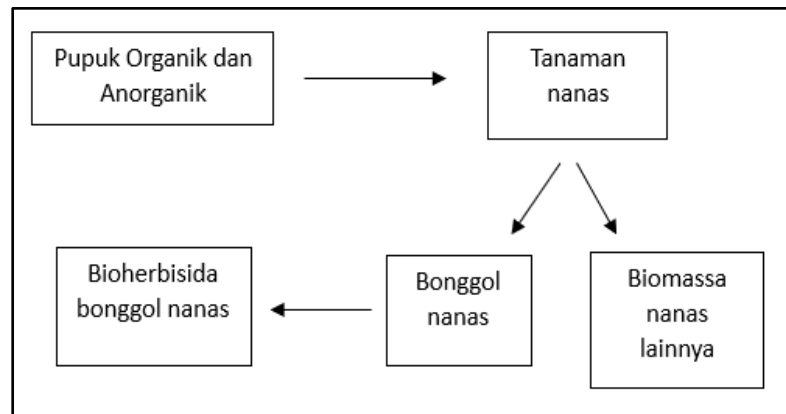 Pupuk Organik dan
Anorganik
Tanaman
nanas
Bioherbisida
bonggol nanas
Bonggol
nanas
Biomassa
nanas
lainnya